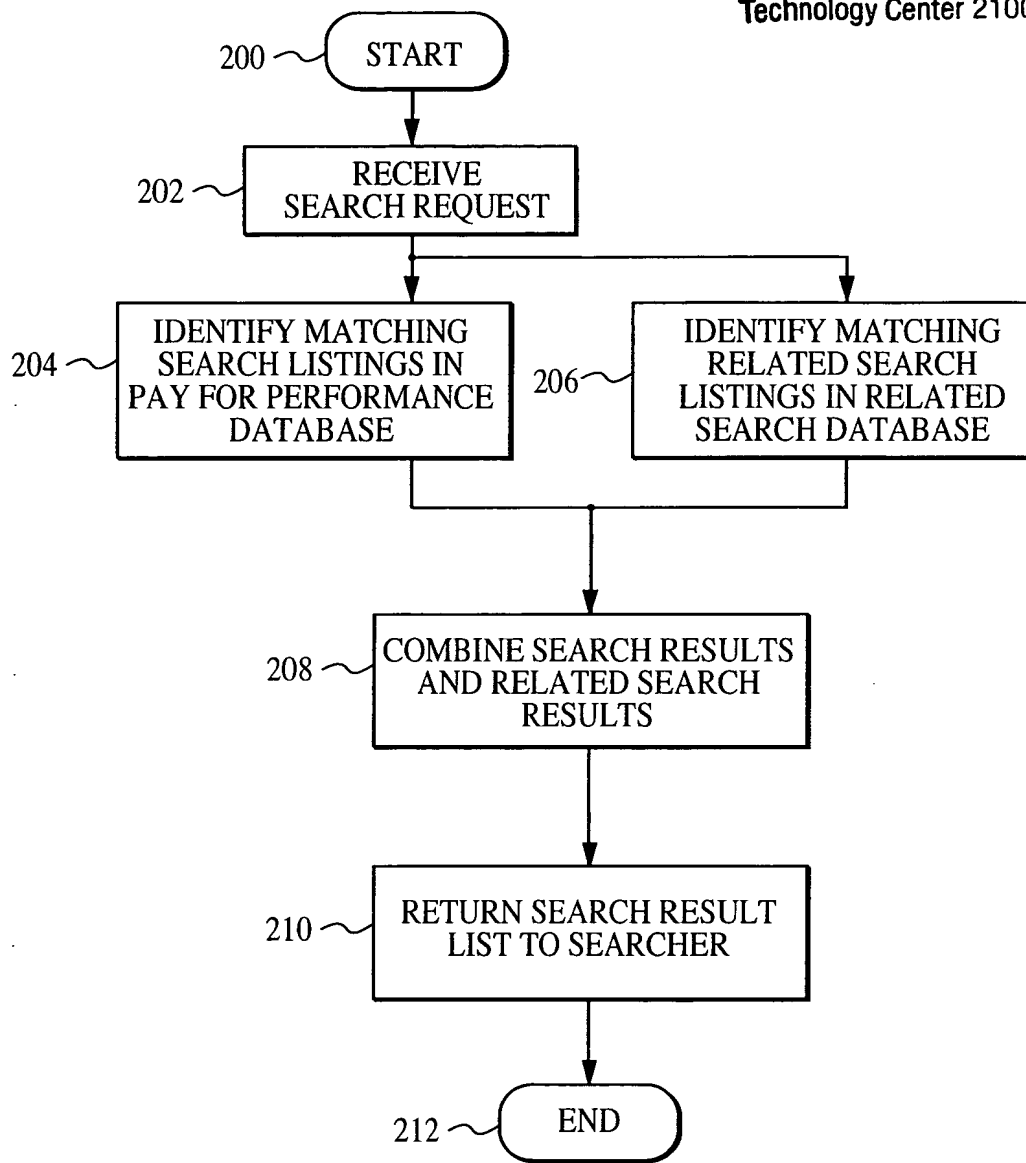 Technology Center 2100
200
START
202
RECEIVE
SEARCH REQUEST
204
IDENTIFY MATCHING
SEARCH LISTINGS IN
PAY FOR PERFORMANCE
DATABASE
206
IDENTIFY MATCHING
RELATED SEARCH
LISTINGS IN RELATED
SEARCH DATABASE
208
COMBINE SEARCH RESULTS
AND RELATED SEARCH
RESULTS
210
RETURN SEARCH RESULT
LIST TO SEARCHER
212
END